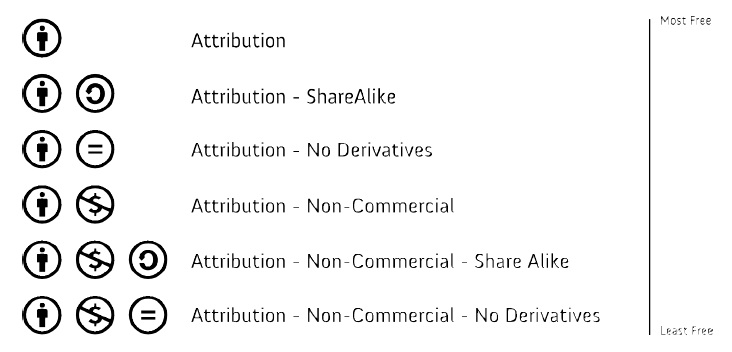 Most Free
Attribution
Attribution - ShareAlike
Attribution - No Derivatives
Attribution - Non-Commercial
Attribution - Non-Commercial - Share Alike
Attribution - Non-Commercial - No Derivatives
Least Free